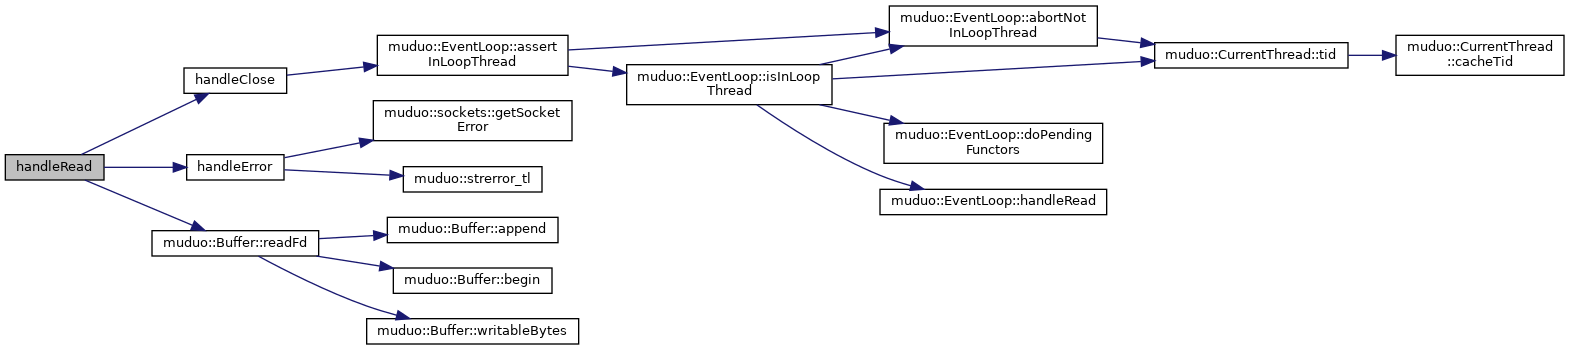 handleRead
handleClose
handleError
muduo::Buffer::readFd
muduo::EventLoop::assert
InLoopThread
muduo::sockets::getSocket
Error
muduo::strerror_tl
muduo::Buffer::append
muduo::Buffer::begin
muduo::Buffer::writableBytes
muduo::EventLoop::isInLoop
Thread
muduo::EventLoop::abortNot
InLoopThread
muduo::EventLoop::doPending
Functors
muduo::EventLoop::handleRead
muduo::CurrentThread::tid
muduo::CurrentThread
::cacheTid